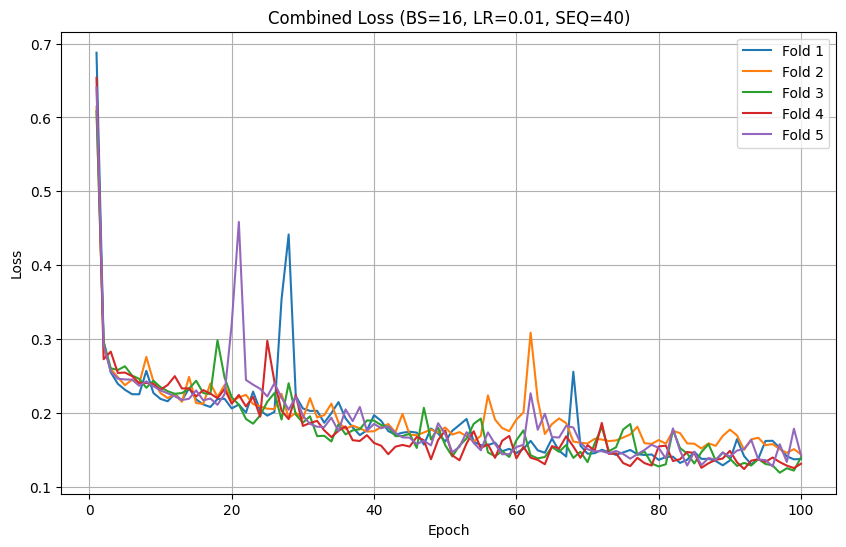 Combined Loss (BS=16, LR=0.01, SEQ=40)
0.7
0.6
0.5
0.4
0.3
0.2
0.1
Loss
Fold 1
Fold 2
Fold 3
Fold 4
Fold 5
0
20
40
60
80
100
Epoch